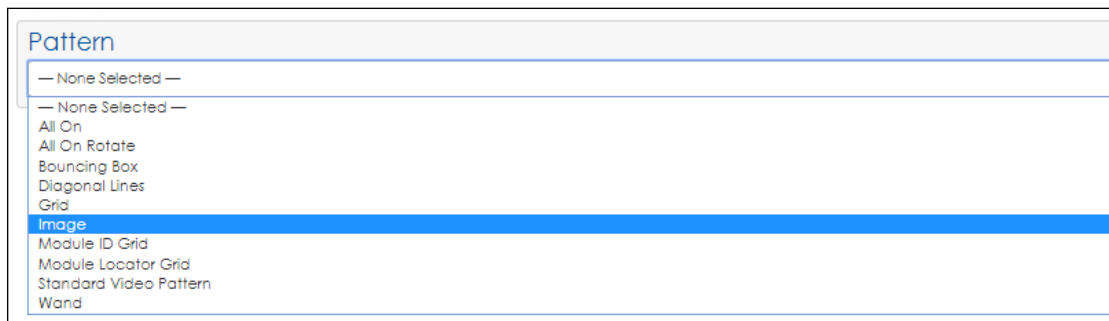 Pattern
— None Selected —
— None Selected —
All On
All On Rotate
Bouncing Box
Diagonal Lines
Grid
Image
Module ID Grid
Module Locator Grid
Standard Video Pattern
Wand